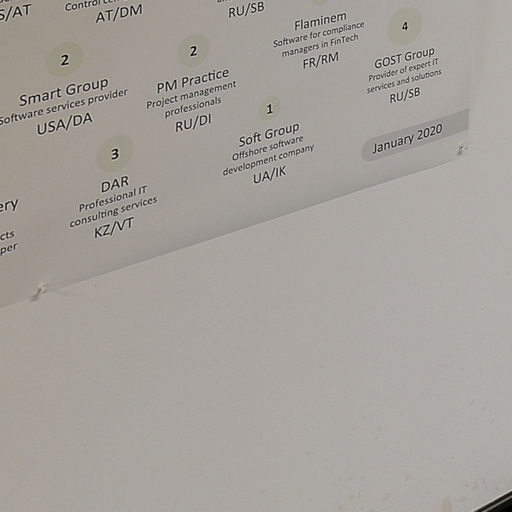 S/AT
AT/DM
RU/SB
2
Smart Group
Software services provider
USA/DA
2
PM Practice
Project management
professionals
RU/DI
Flaminem
Software for compliance
managers in FinTech
FR/RM
4
GOST Group
Provider of expert IT
services and solutions
RU/SB
3
DAR
Professional IT
consulting services
KZ/VT
1
Soft Group
Offshore software
development company
UA/IK
January 2020
ery
cts
per